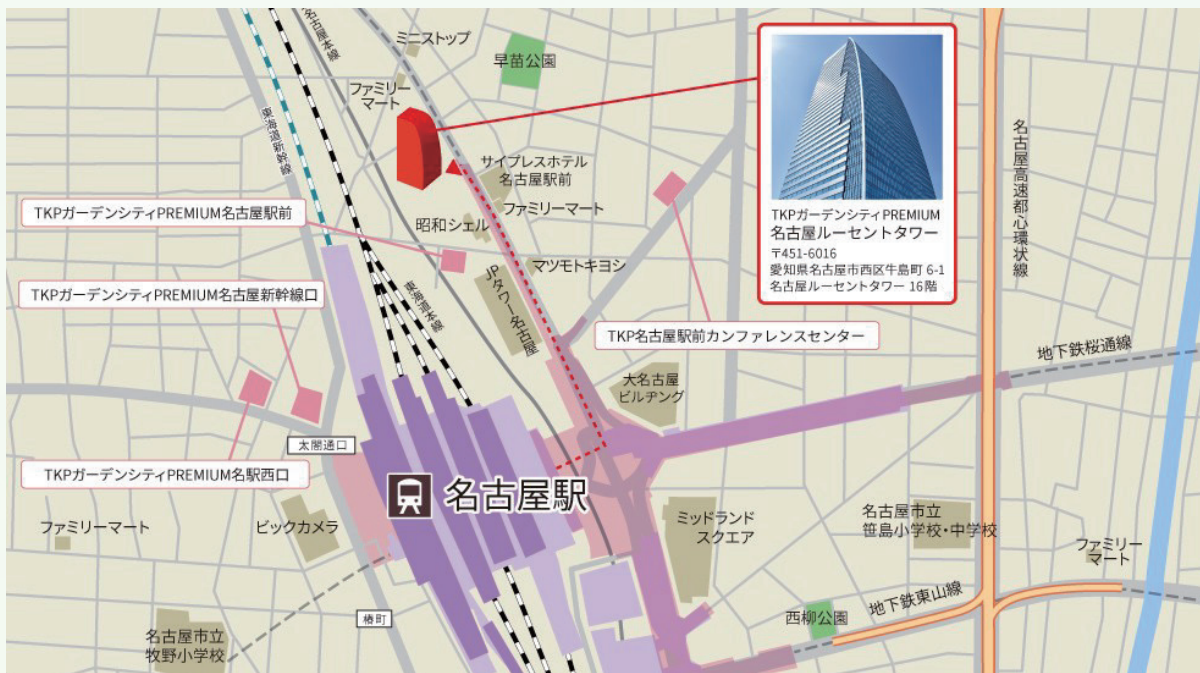 名古屋本線
ミニストップ
早苗公園
ファミリー
マート
東海道新幹線
サイプレスホテル
名古屋駅前
ファミリーマート
昭和シェル
マツモトキヨシ
JPタワー名古屋
東海道本線
TKPガーデンシティPREMIUM名古屋駅前
TKPガーデンシティPREMIUM名古屋新幹線口
TKP名古屋駅前カンファレンスセンター
TKPガーデンシティPREMIUM
名古屋ルーセントタワー
〒451-6016
愛知県名古屋市西区牛島町 6-1
名古屋ルーセントタワー 16階
名古屋高速都心環状線
地下鉄桜通線
大名古屋
ビルヂング
太閤通口
TKPガーデンシティPREMIUM名駅西口
名古屋駅
ファミリーマート
ビックカメラ
ミッドランド
スクエア
名古屋市立
笹島小学校・中学校
ファミリー
マート
地下鉄東山線
西柳公園
椿町
名古屋市立
牧野小学校